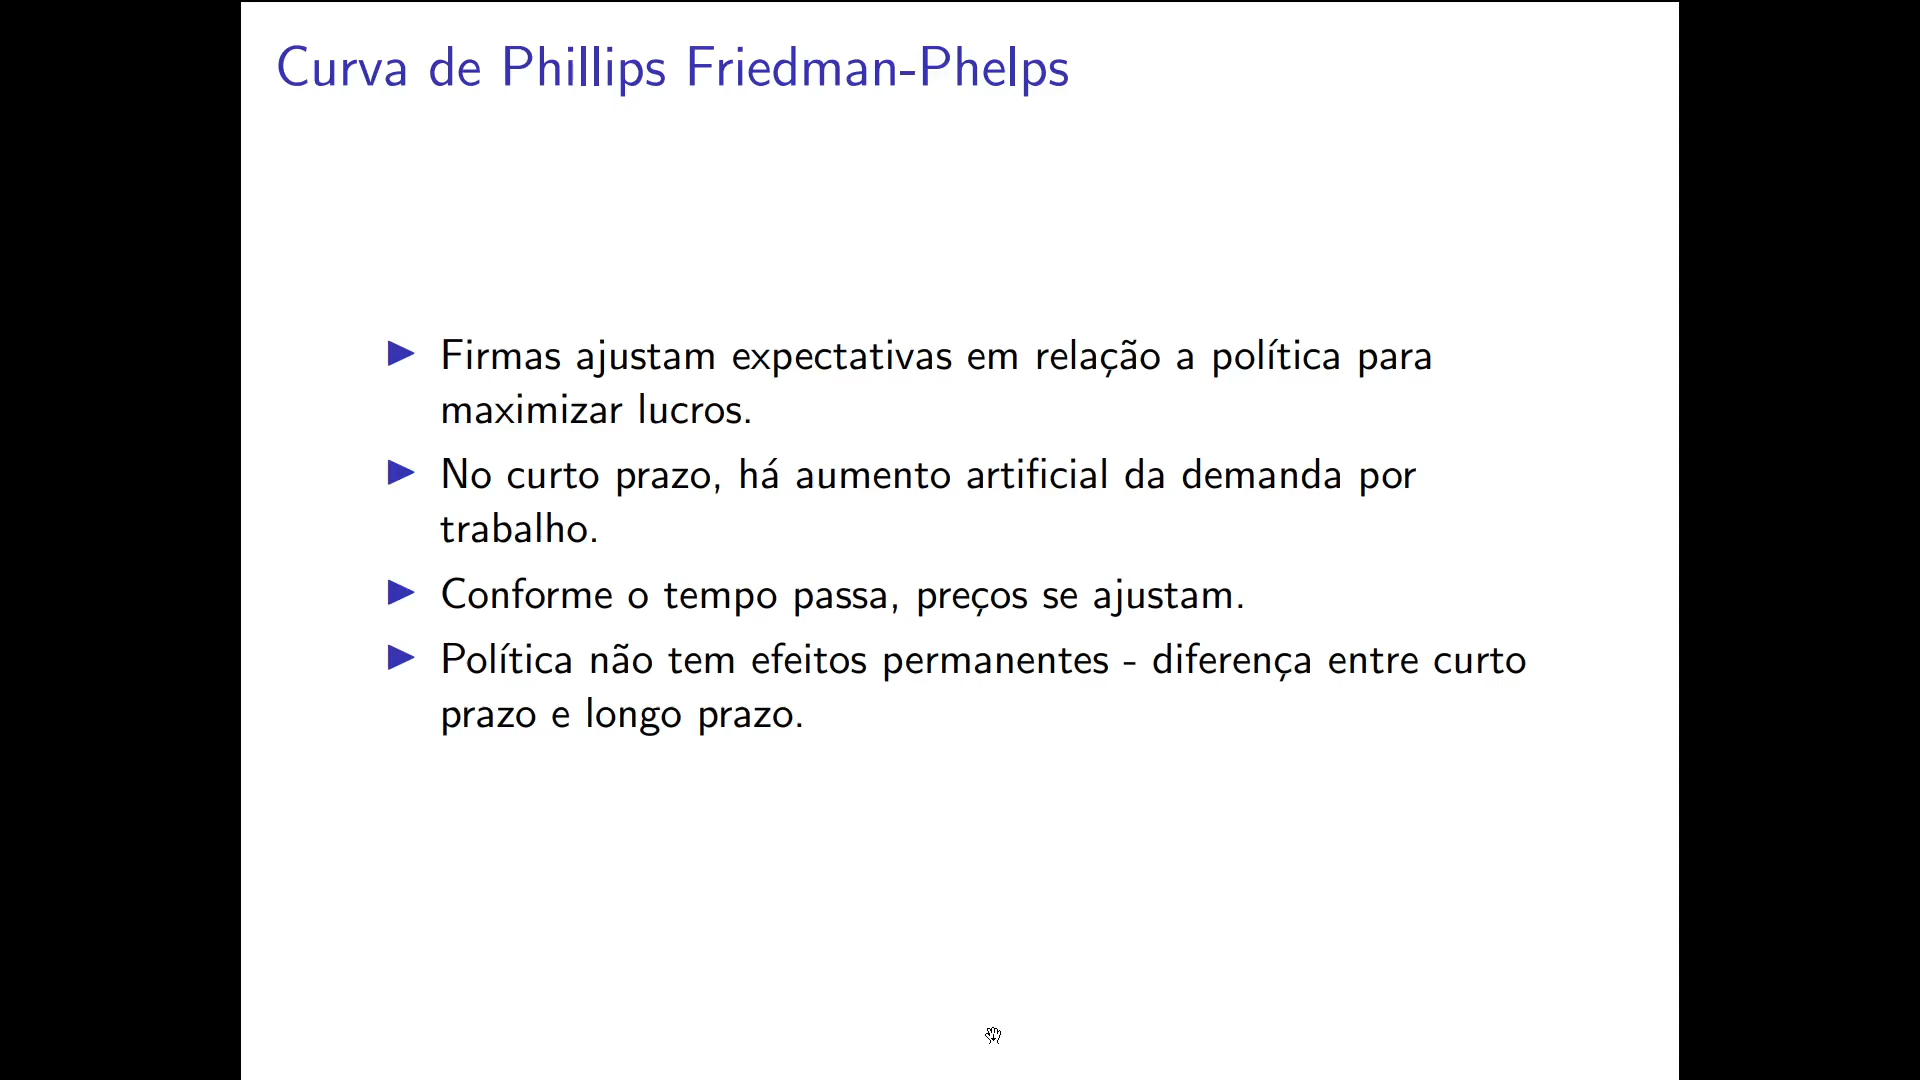 Curva de Phillips Friedman-Phelps
Firmas ajustam expectativas em relação a política para
maximizar lucros.
No curto prazo, há aumento artificial da demanda por
trabalho.
Conforme o tempo passa, preços se ajustam.
Política não tem efeitos permanentes - diferença entre curto
prazo e longo prazo.